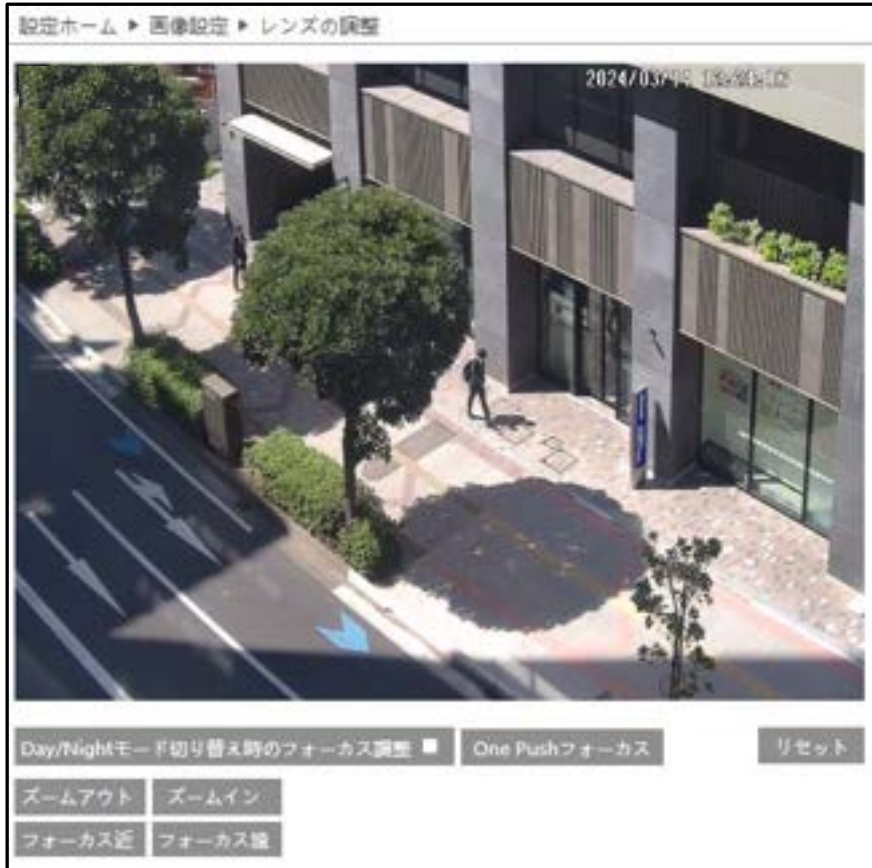 設定ホーム ▶ 画像設定 ▶ レンズの調整
2024/03/
Day/Nightモード切り替え時のフォーカス調整
One Pushフォーカス
リセット
ズームアウト ズームイン
フォーカス近 フォーカス遠